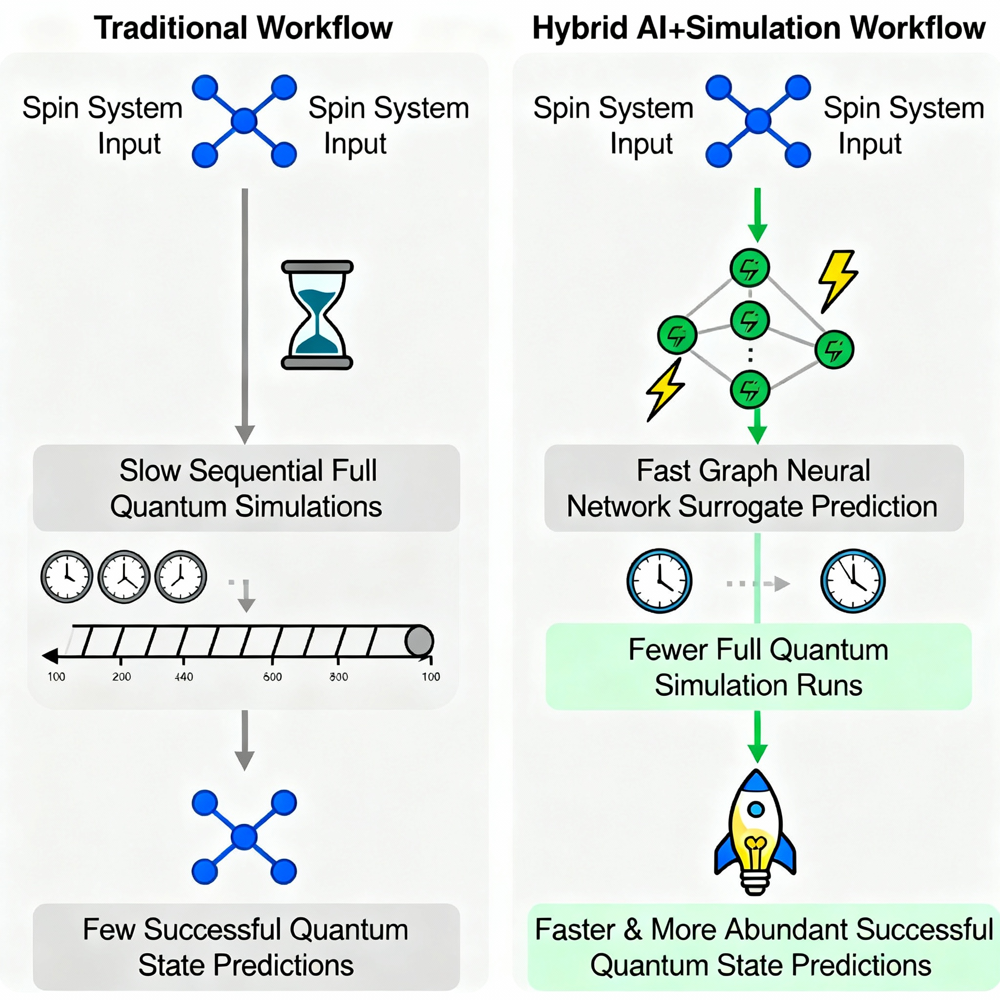 Traditional Workflow
Spin System
Input
Spin System
Input
Slow Sequential Full
Quantum Simulations
100 200 440 600 800 100
Few Successful Quantum
State Predictions
Hybrid AI+Simulation Workflow
Spin System
Input
Spin System
Input
Fast Graph Neural
Network Surrogate Prediction
Fewer Full Quantum
Simulation Runs
Faster & More Abundant Successful
Quantum State Predictions